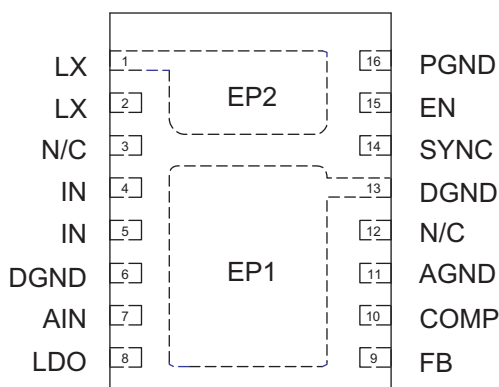 LX 1 16 PGND
LX 2 EP2 15 EN
N/C 3 14 SYNC
IN 4 13 DGND
IN 5 12 N/C
DGND 6 EP1 11 AGND
AIN 7 10 COMP
LDO 8 9 FB